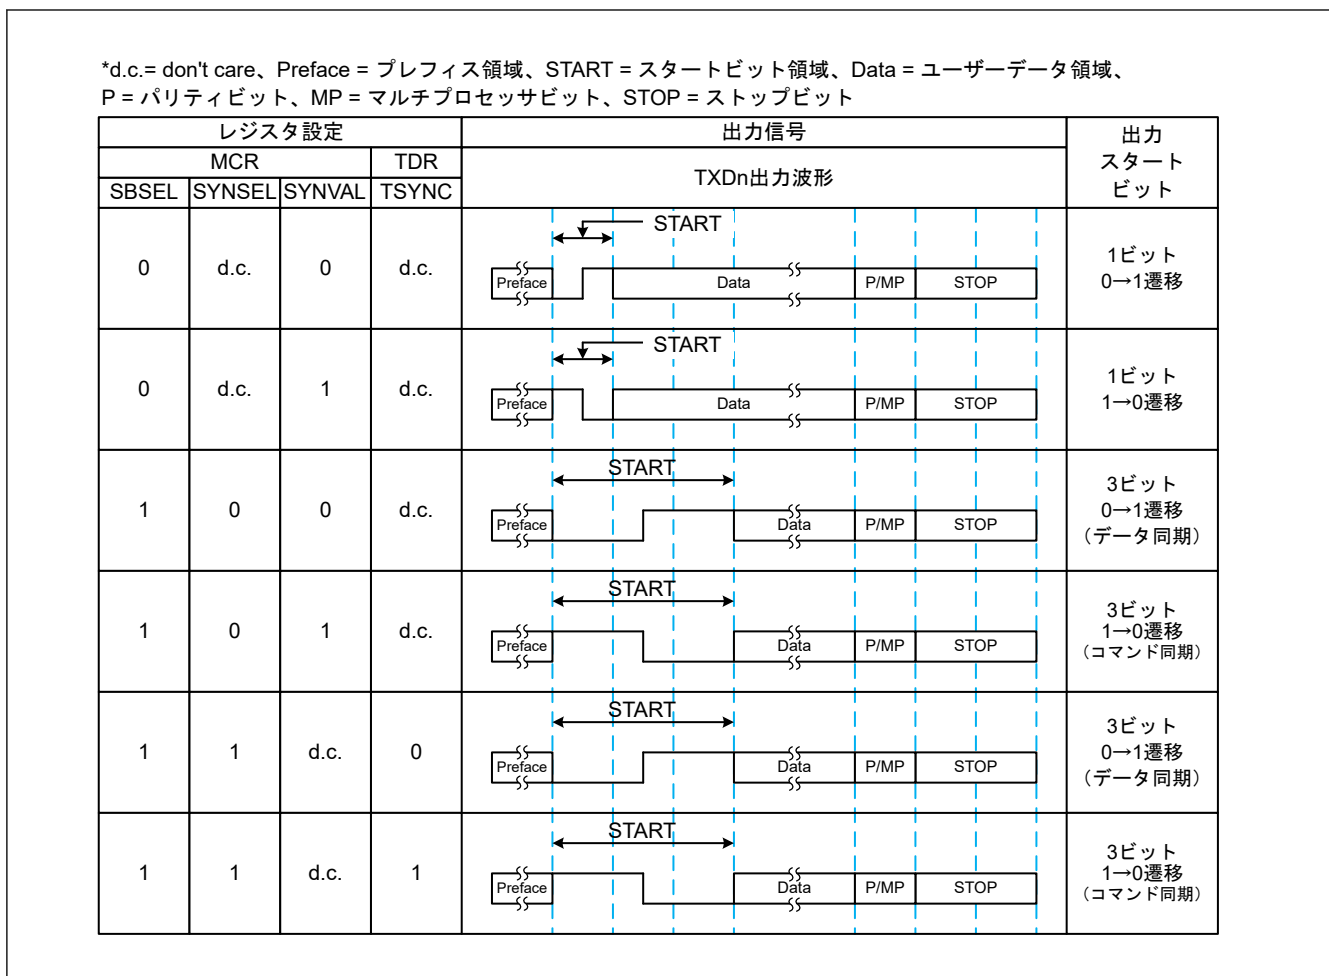 *d.c.= don't care、Preface = プレフィス領域、START = スタートビット領域、Data = ユーザーデータ領域、
P = パリティビット、MP = マルチプロセッサビット、STOP = ストップビット
レジスタ設定 出力信号 出力
スタート
ビット
MCR TDR TXDn出力波形
SBSEL SYNSEL SYNVAL TSYNC
START
0 d.c. 0 d.c. Preface Data P/MP STOP 1ビット
0→1遷移
START
0 d.c. 1 d.c. Preface Data P/MP STOP 1ビット
1→0遷移
START
1 0 0 d.c. Preface Data P/MP STOP 3ビット
0→1遷移
（データ同期）
START
1 0 1 d.c. Preface Data P/MP STOP 3ビット
1→0遷移
（コマンド同期）
START
1 1 d.c. 0 Preface Data P/MP STOP 3ビット
0→1遷移
（データ同期）
START
1 1 d.c. 1 Preface Data P/MP STOP 3ビット
1→0遷移
（コマンド同期）